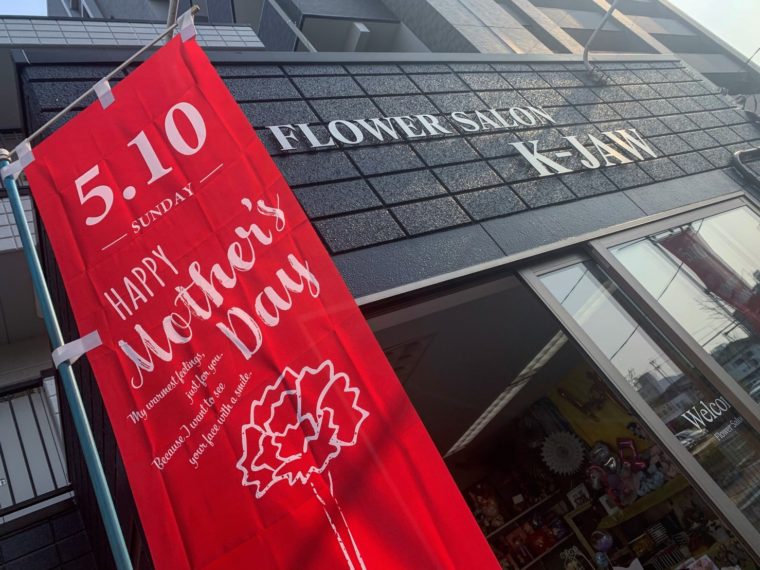 FLOWER SALON
K-JAW
5.10
SUNDAY
HAPPY
Mother's
Day
My warmest feelings,
just for you.
Because I want to see
your face with a smile.